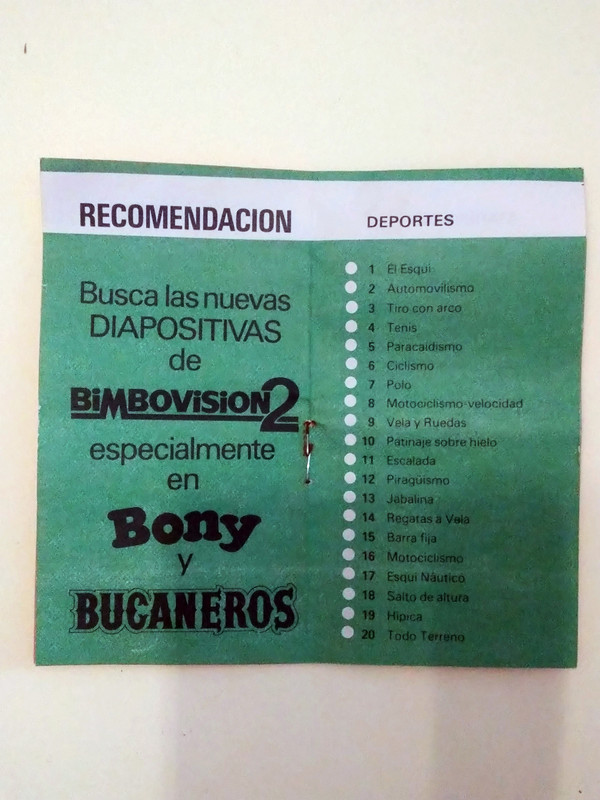 RECOMENDACION
Busca las nuevas
DIAPOSITIVAS
de
BiMBOViSiON2
especialmente
en
Bony
y
BUCANEROS
DEPORTES
1 El Esquí
2 Automovilismo
3 Tiro con arco
4 Tenis
5 Paracaidismo
6 Ciclismo
7 Polo
8 Motociclismo-velocidad
9 Vela y Ruedas
10 Patinaje sobre hielo
11 Escalada
12 Piragüismo
13 Jabalina
14 Regatas a Vela
15 Barra fija
16 Motociclismo
17 Esquí Náutico
18 Salto de altura
19 Hípica
20 Todo Terreno